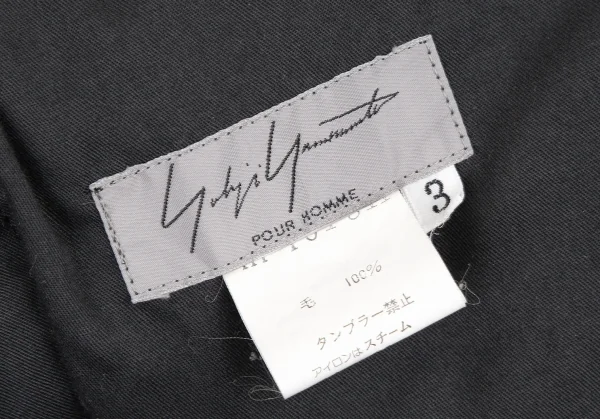 Yohji Yamamoto
POUR HOMME
3
毛 100%
タンブラー禁止
アイロンはスチーム